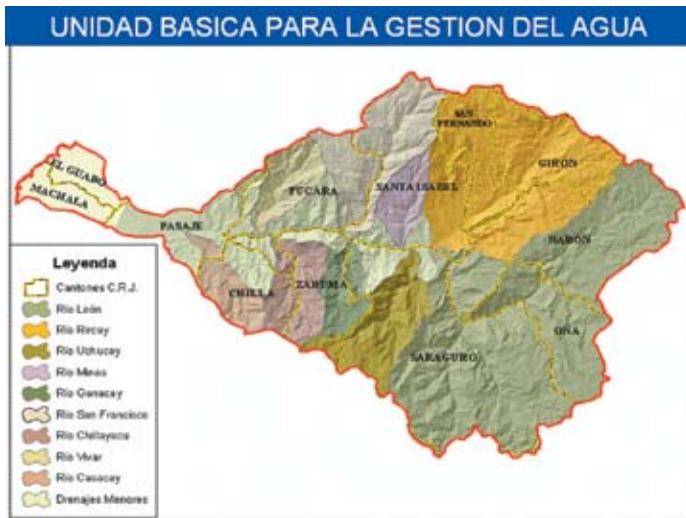 UNIDAD BASICA PARA LA GESTION DEL AGUA
SAN
FERNANDO
EL GUABO
GIRON
PUCARA
SANTA ISABEL
MACHALA
PASAJE
NABON
Leyenda
CHILLA
ZARUMA
OÑA
SARAGURO
Cantones C.R.J.
Río León
Río Rircay
Río Uchucay
Río Minas
Río Ganacay
Río San Francisco
Río Chillayacu
Río Vivar
Río Casacay
Drenajes Menores